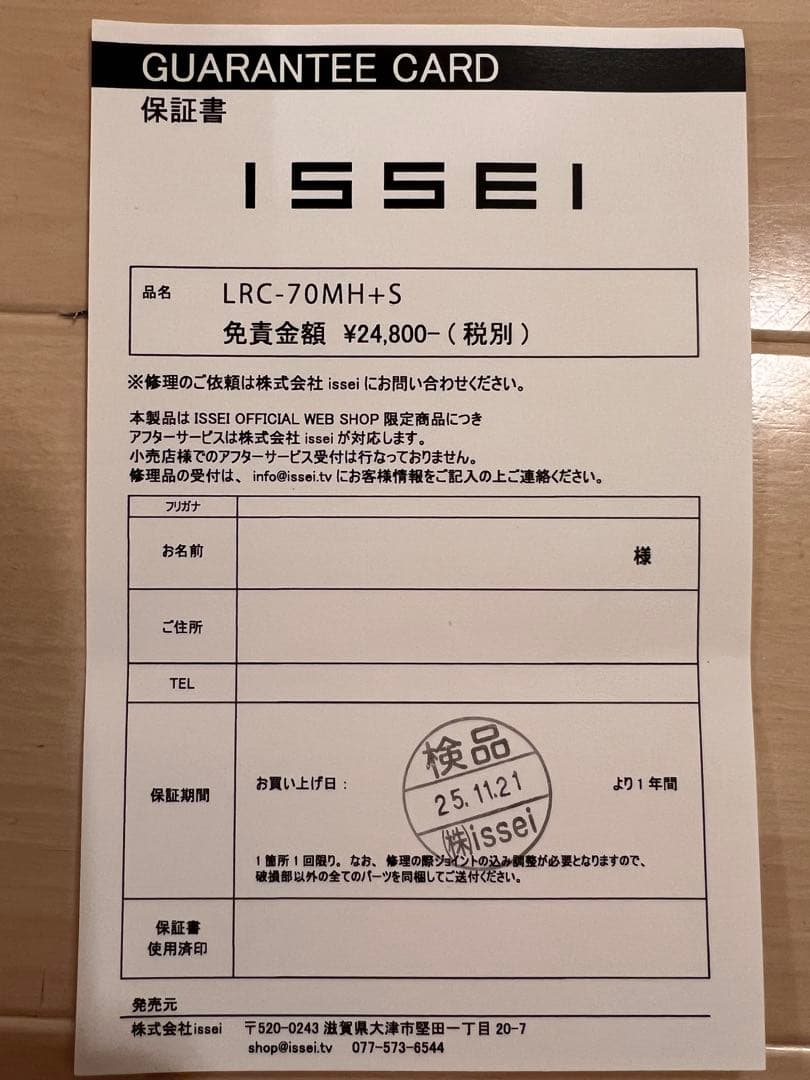 GUARANTEE CARD
保証書
ISSEI
品名 LRC-70MH+S
免責金額 ¥24,800-(税別)
※修理のご依頼は株式会社 issei にお問い合わせください。
本製品は ISSEI OFFICIAL WEB SHOP 限定商品につき
アフターサービスは株式会社 issei が対応します。
小売店様でのアフターサービス受付は行なっておりません。
修理品の受付は、 info@issei.tv にお客様情報をご記入の上ご連絡ください。
フリガナ
お名前 様
ご住所
TEL
検品
25.11.21
㈱issei
保証期間 お買い上げ日: より1年間
1箇所1回限り。なお、修理の際ジョイントの込み調整が必要となりますので、
破損部以外の全てのパーツを同梱してご送付ください。
保証書
使用済印
発売元
株式会社issei 〒520-0243 滋賀県大津市堅田一丁目 20-7
shop@issei.tv 077-573-6544